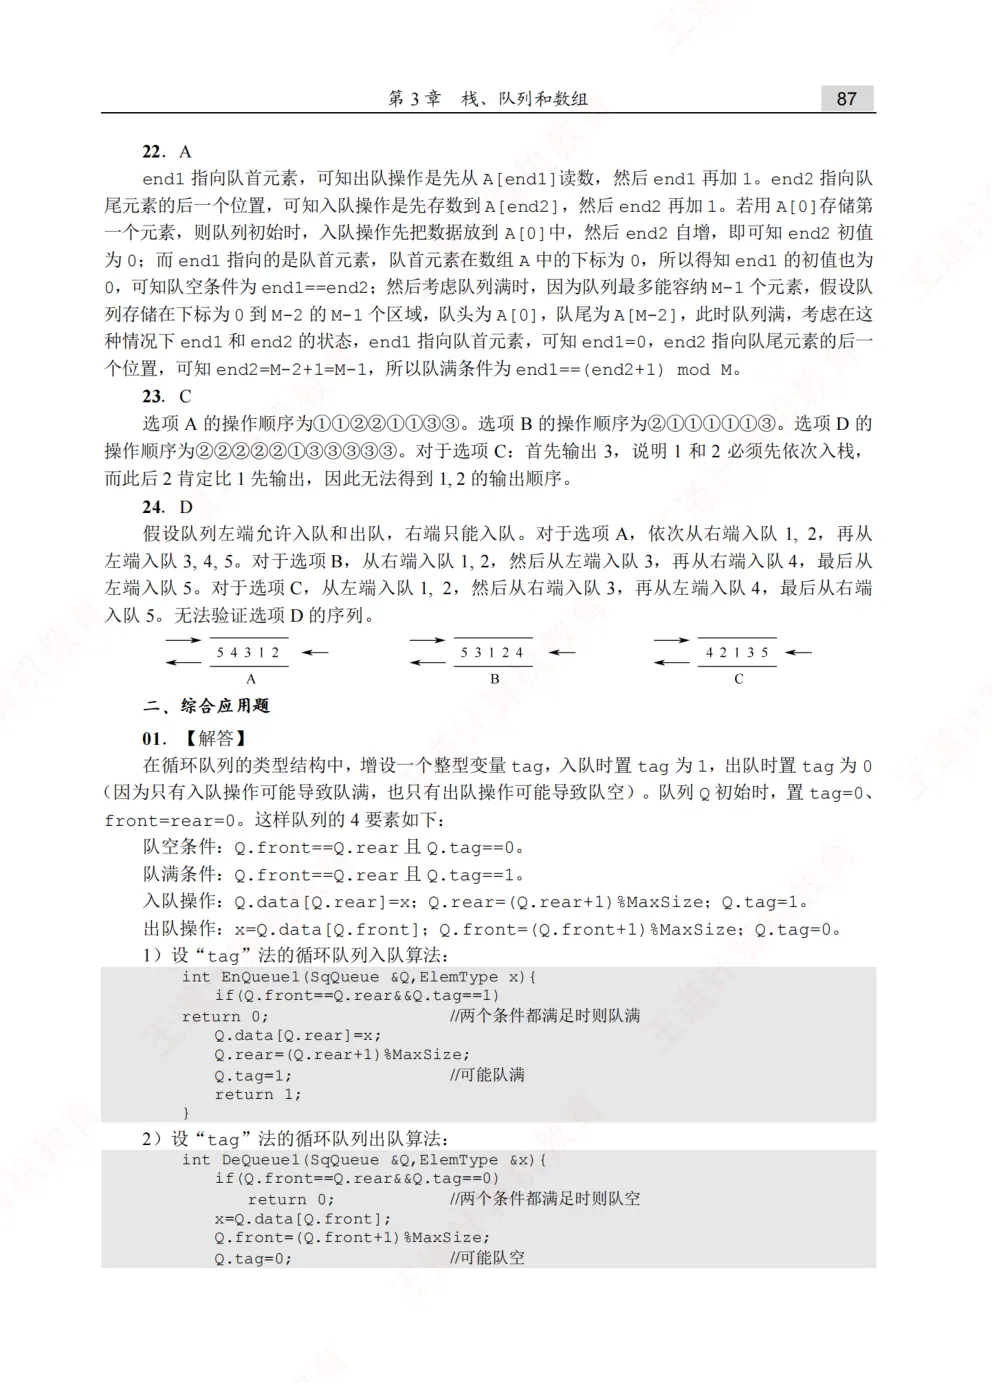 第 3 章 栈、队列和数组 87
22. A
end1 指向队首元素，可知出队操作是先从 A[end1]读数，然后 end1 再加 1。end2 指向队
尾元素的后一个位置，可知入队操作是先存数到 A[end2]，然后 end2 再加 1。若用 A[0]存储第
一个元素，则队列初始时，入队操作先把数据放到 A[0]中，然后 end2 自增，即可知 end2 初值
为 0；而 end1 指向的是队首元素，队首元素在数组 A 中的下标为 0，所以得知 end1 的初值也为
0，可知队空条件为 end1==end2；然后考虑队列满时，因为队列最多能容纳 M-1 个元素，假设队
列存储在下标为 0 到 M-2 的 M-1 个区域，队头为 A[0]，队尾为 A[M-2]，此时队列满，考虑在这
种情况下 end1 和 end2 的状态，end1 指向队首元素，可知 end1=0，end2 指向队尾元素的后一
个位置，可知 end2=M-2+1=M-1，所以队满条件为 end1==(end2+1) mod M。
23. C
选项 A 的操作顺序为①①②②①①③③。选项 B 的操作顺序为②①①①①①③。选项 D 的
操作顺序为②②②②②①③③③③③。对于选项 C：首先输出 3，说明 1 和 2 必须先依次入栈，
而此后 2 肯定比 1 先输出，因此无法得到 1, 2 的输出顺序。
24. D
假设队列左端允许入队和出队，右端只能入队。对于选项 A，依次从右端入队 1, 2，再从
左端入队 3, 4, 5。对于选项 B，从右端入队 1, 2，然后从左端入队 3，再从右端入队 4，最后从
左端入队 5。对于选项 C，从左端入队 1, 2，然后从右端入队 3，再从左端入队 4，最后从右端
入队 5。无法验证选项 D 的序列。
5 4 3 1 2 5 3 1 2 4 4 2 1 3 5
A B C
二、综合应用题
01. 【解答】
在循环队列的类型结构中，增设一个整型变量 tag，入队时置 tag 为 1，出队时置 tag 为 0
（因为只有入队操作可能导致队满，也只有出队操作可能导致队空）。队列 Q 初始时，置 tag=0、
front=rear=0。这样队列的 4 要素如下：
队空条件：Q.front==Q.rear 且 Q.tag==0。
队满条件：Q.front==Q.rear 且 Q.tag==1。
入队操作：Q.data[Q.rear]=x；Q.rear=(Q.rear+1)%MaxSize；Q.tag=1。
出队操作：x=Q.data[Q.front]；Q.front=(Q.front+1)%MaxSize；Q.tag=0。
1）设“tag”法的循环队列入队算法：
int EnQueue1(SqQueue &Q,ElemType x){
if(Q.front==Q.rear&&Q.tag==1)
return 0; //两个条件都满足时则队满
Q.data[Q.rear]=x;
Q.rear=(Q.rear+1)%MaxSize;
Q.tag=1; //可能队满
return 1;
}
2）设“tag”法的循环队列出队算法：
int DeQueue1(SqQueue &Q,ElemType &x){
if(Q.front==Q.rear&&Q.tag==0)
return 0; //两个条件都满足时则队空
x=Q.data[Q.front];
Q.front=(Q.front+1)%MaxSize;
Q.tag=0; //可能队空